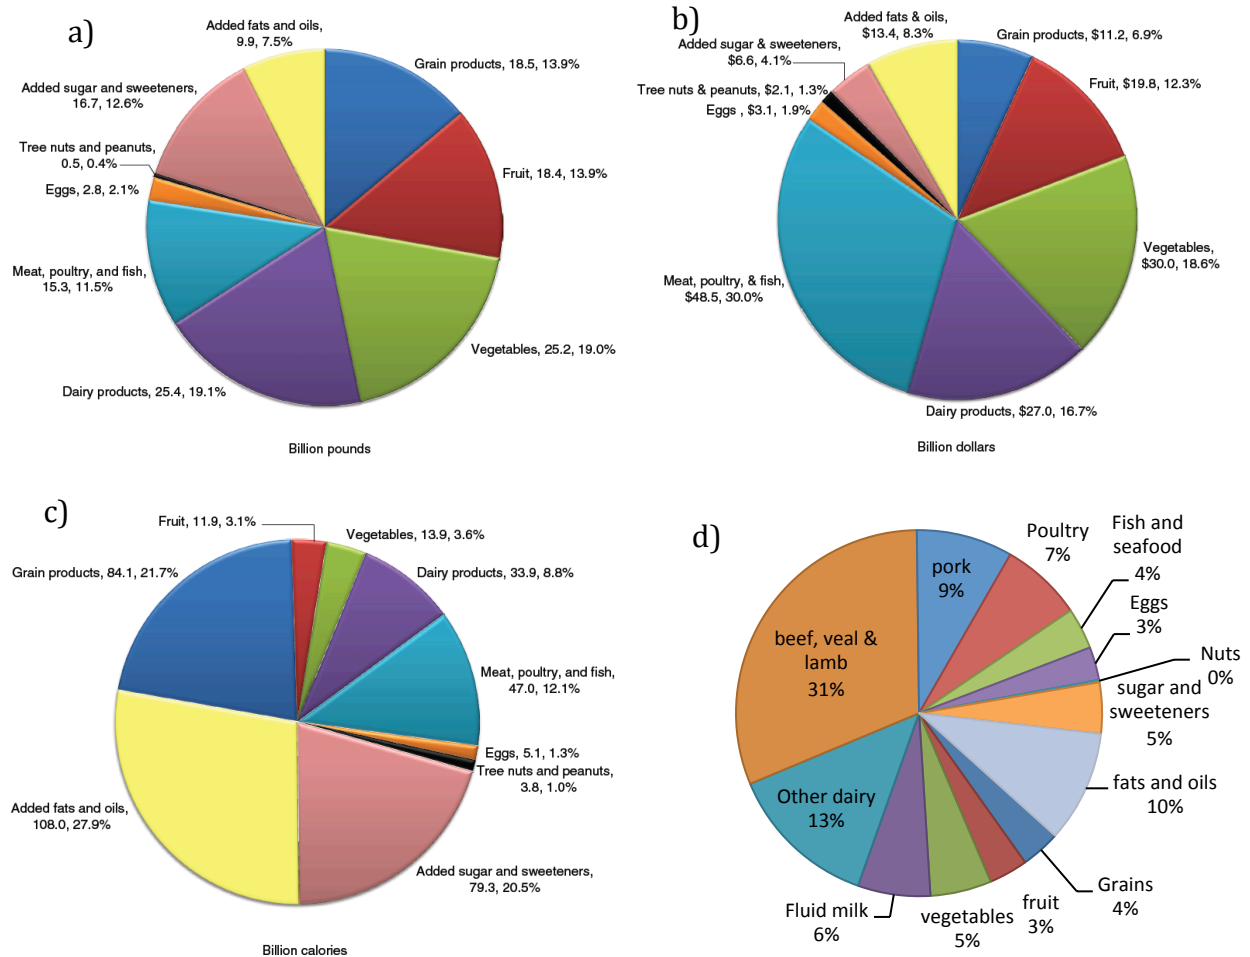 a)
Added fats and oils,
9.9, 7.5%
Grain products, 18.5, 13.9%
Added sugar and sweeteners,
16.7, 12.6%
Tree nuts and peanuts,
0.5, 0.4%
Fruit, 18.4, 13.9%
Eggs, 2.8, 2.1%
Meat, poultry, and fish,
15.3, 11.5%
Vegetables, 25.2, 19.0%
Dairy products, 25.4, 19.1%
Billion pounds
b)
Added fats & oils,
$13.4, 8.3%
Grain products, $11.2, 6.9%
Added sugar & sweeteners,
$6.6, 4.1%
Fruit, $19.8, 12.3%
Tree nuts & peanuts, $2.1, 1.3%
Eggs , $3.1, 1.9%
Vegetables,
$30.0, 18.6%
Meat, poultry, & fish,
$48.5, 30.0%
Dairy products, $27.0, 16.7%
Billion dollars
c)
Fruit, 11.9, 3.1%
Vegetables, 13.9, 3.6%
Grain products, 84.1, 21.7%
Dairy products, 33.9, 8.8%
Meat, poultry, and fish,
47.0, 12.1%
Eggs, 5.1, 1.3%
Tree nuts and peanuts,
3.8, 1.0%
Added fats and oils,
108.0, 27.9%
Added sugar and sweeteners,
79.3, 20.5%
Billion calories
d)
pork
9%
Poultry
7%
Fish and
seafood
4%
Eggs
3%
Nuts
0%
sugar and
sweeteners
5%
fats and oils
10%
Grains
4%
fruit
3%
vegetables
5%
Fluid milk
6%
Other dairy
13%
beef, veal &
lamb
31%